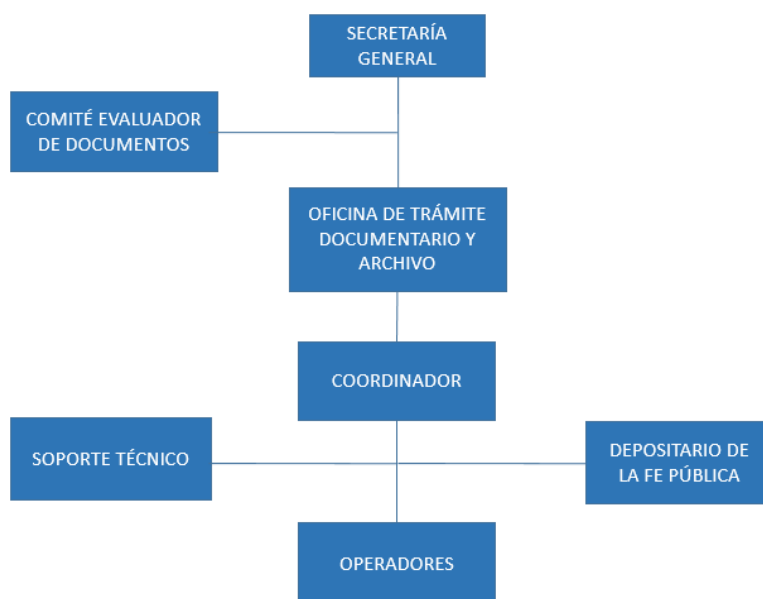 SECRETARÍA
GENERAL
COMITÉ EVALUADOR
DE DOCUMENTOS
OFICINA DE TRÁMITE
DOCUMENTARIO Y
ARCHIVO
COORDINADOR
SOPORTE TÉCNICO
DEPOSITARIO DE
LA FE PÚBLICA
OPERADORES